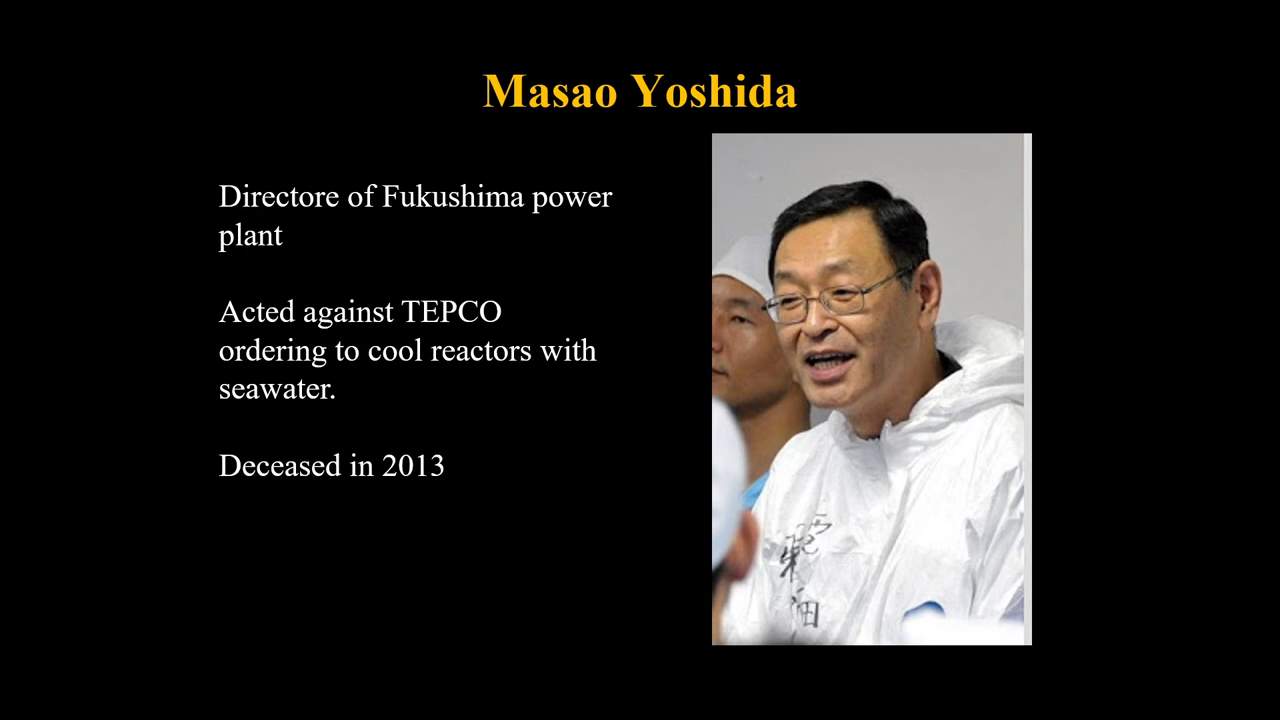 Masao Yoshida
Directore of Fukushima power
plant
Acted against TEPCO
ordering to cool reactors with
seawater.
Deceased in 2013